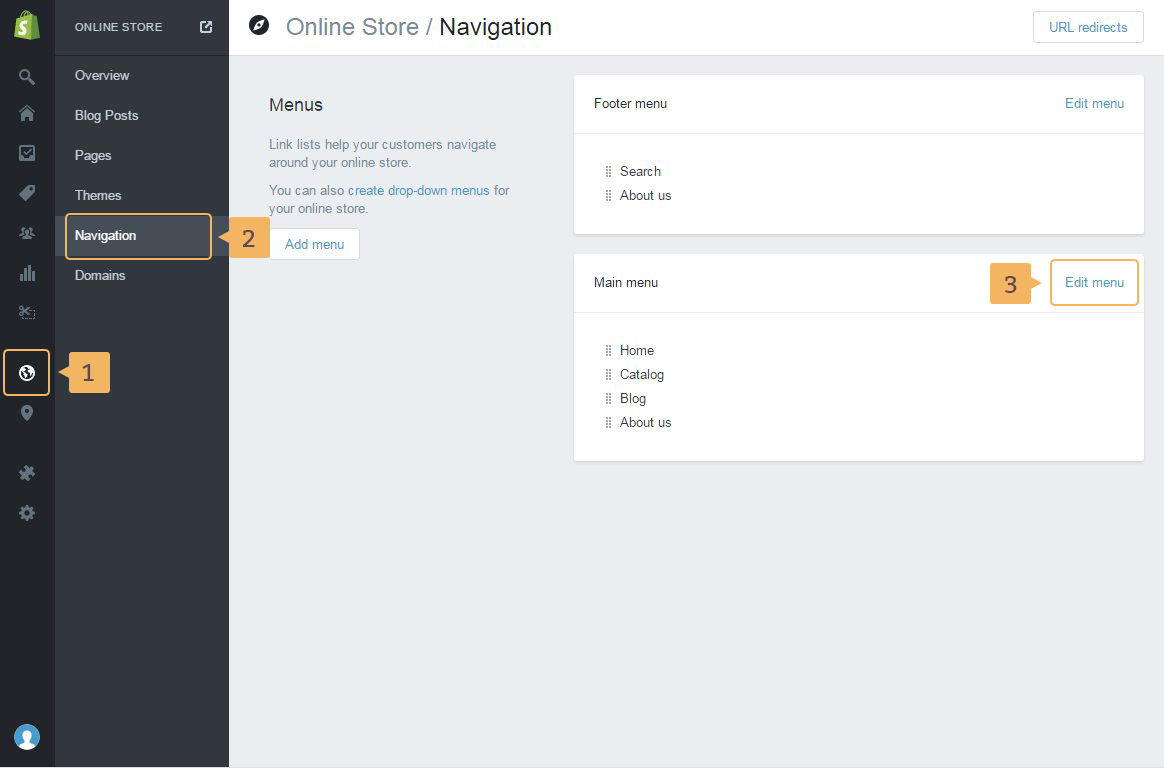 ONLINE STORE
Overview
Blog Posts
Pages
Themes
Navigation
Domains
1
2
Online Store / Navigation
URL redirects
Menus
Link lists help your customers navigate
around your online store.
You can also create drop-down menus for
your online store.
Add menu
Footer menu
Edit menu
Search
About us
Main menu
3
Edit menu
Home
Catalog
Blog
About us